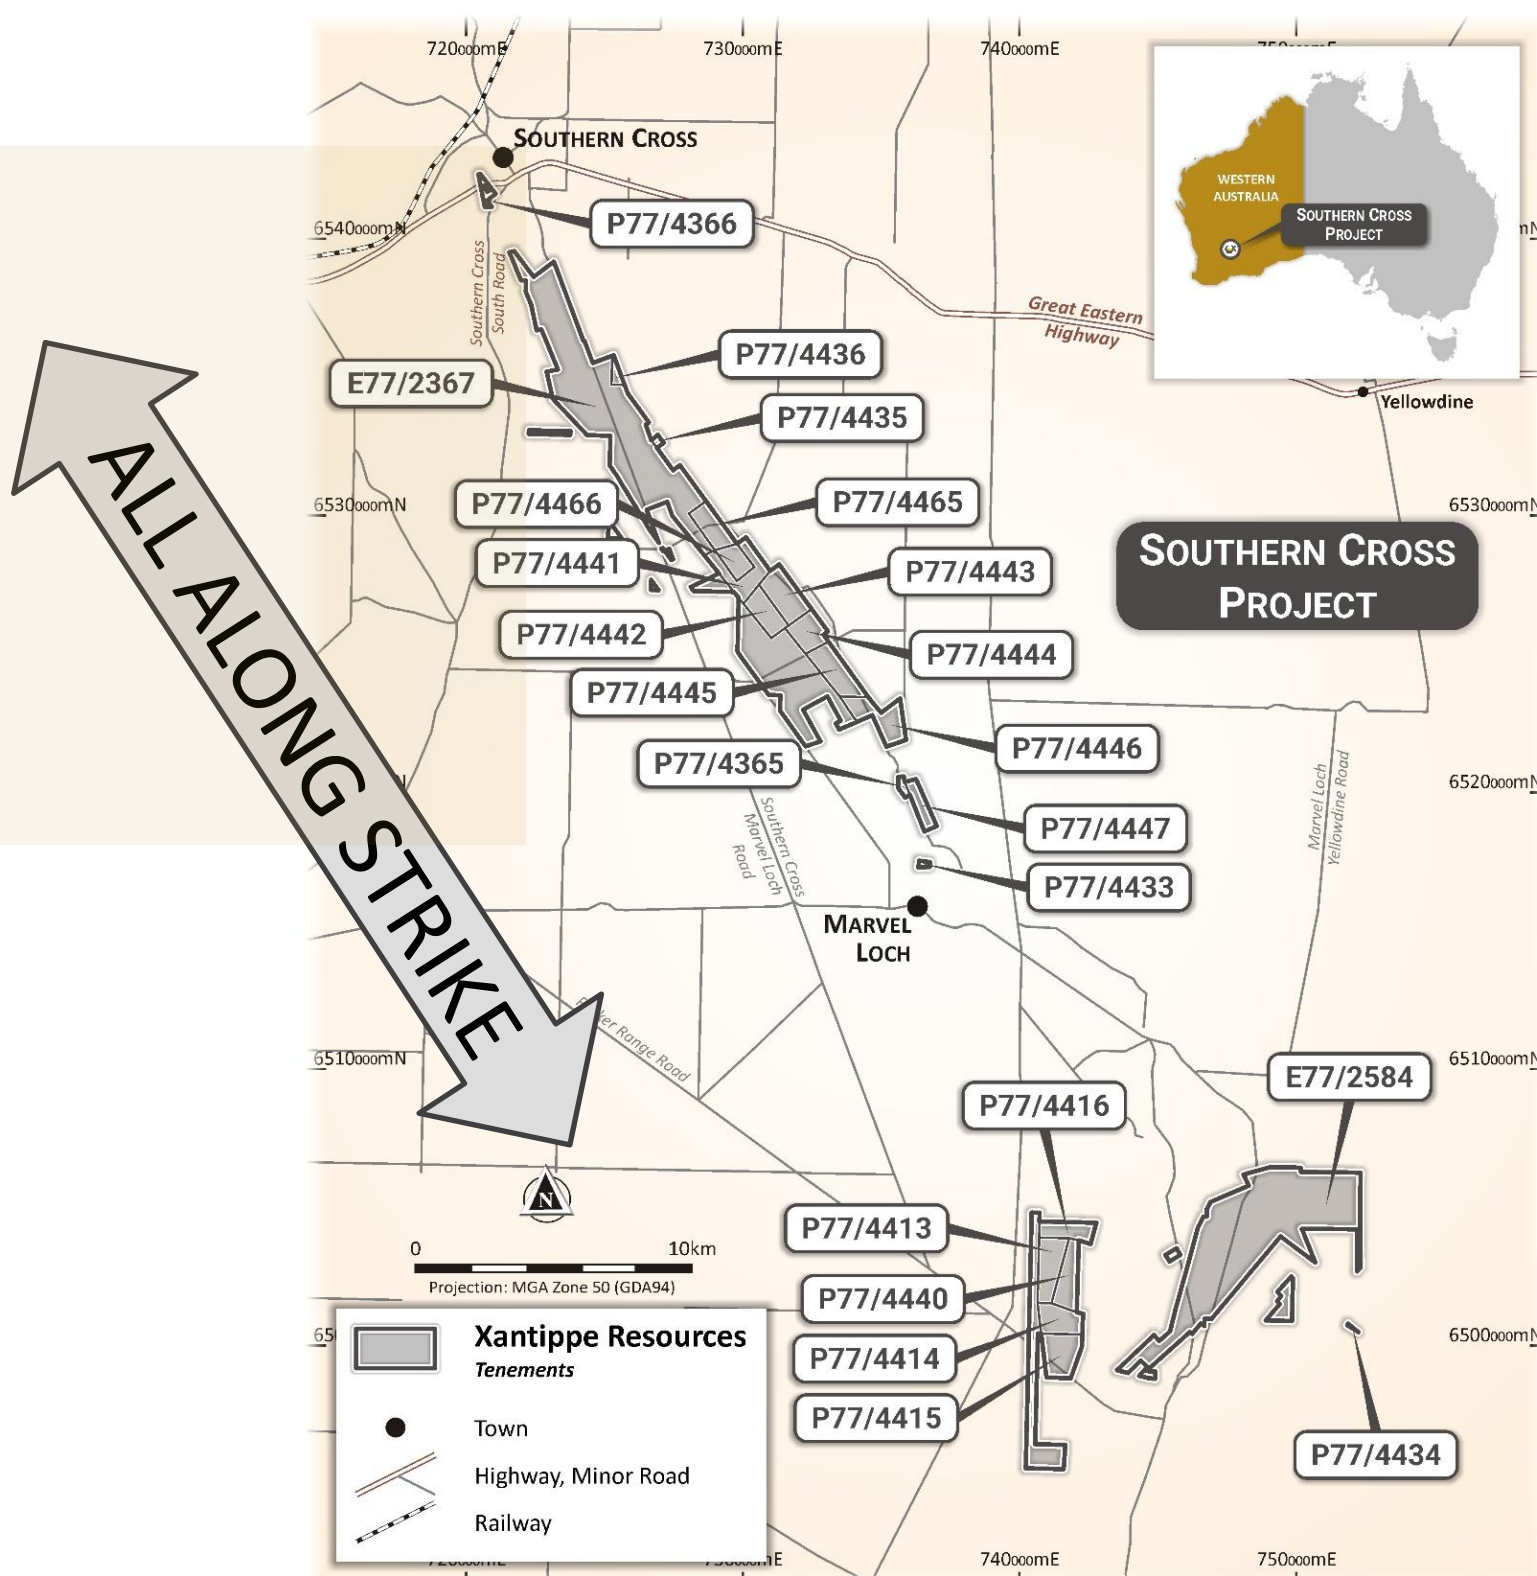 720000mE
730000mE
740000mE
SOUTHERN CROSS
WESTERN
AUSTRALIA
SOUTHERN CROSS
PROJECT
P77/4366
6540000mN
Southern Cross
South Road
Great Eastern
Highway
P77/4436
E77/2367
Yellowdine
P77/4435
P77/4466
P77/4465
6530000mN
6530000mN
SOUTHERN CROSS
PROJECT
P77/4441
P77/4443
P77/4442
P77/4444
P77/4445
P77/4446
P77/4365
6520000mN
Marvel Loch
Yellowdine Road
Southern Cross
Marvel Loch
Road
P77/4447
P77/4433
MARVEL
LOCH
ALL ALONG STRIKE
Range Road
6510000mN
6510000mN
E77/2584
P77/4416
N
P77/4413
0
10km
Projection: MGA Zone 50 (GDA94)
P77/4440
P77/4414
6500000mN
P77/4415
P77/4434
Xantippe Resources
Tenements
Town
Highway, Minor Road
Railway
740000mE
750000mE